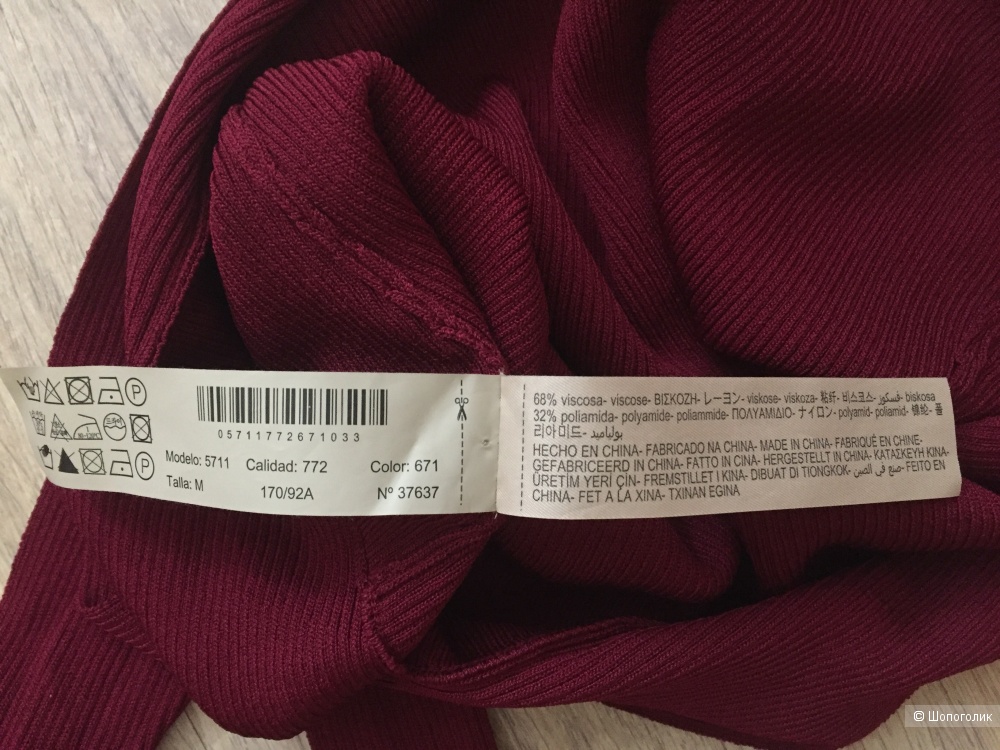 05711772671033
Modelo: 5711 Calidad: 772 Color: 671
Talla: M 170/92A Nº 37637
68% viscosa- viscose- ΒΙΣΚΟΖΗ- レーヨン- viskose- viskoza- 粘纤- 비스코스- فسكوز- biskosa
32% poliamida- polyamide- poliammide- ΠΟΛΥΑΜΙΔΙΟ- ナイロン- polyamid- poliamid- 锦纶- 폴
리아미드- بولياميد
HECHO EN CHINA- FABRICADO NA CHINA- MADE IN CHINA- FABRIQUÉ EN CHINE-
GEFABRICEERD IN CHINA- FATTO IN CINA- HERGESTELLT IN CHINA- ΚΑΤΑΣΚΕΥΗ ΚΙΝΑ-
ÜRETİM YERİ ÇİN- FREMSTILLET I KINA- DIBUAT DI TIONGKOK- صنع في الصين- FEITO EN
CHINA- FET A LA XINA- TXINAN EGINA
© Шопоголик